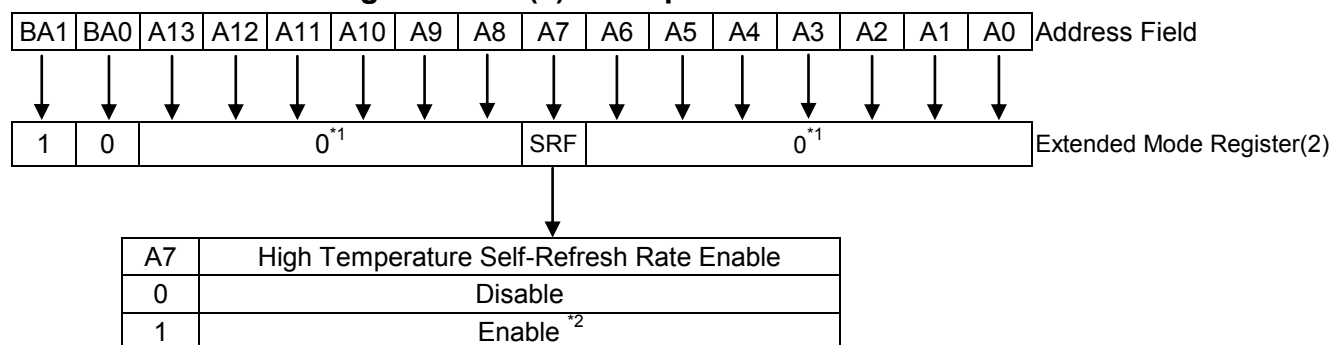 BA1 BA0 A13 A12 A11 A10 A9 A8 A7 A6 A5 A4 A3 A2 A1 A0 Address Field
1 0 0*1 SRF 0*1 Extended Mode Register(2)
A7 High Temperature Self-Refresh Rate Enable
0 Disable
1 Enable *2